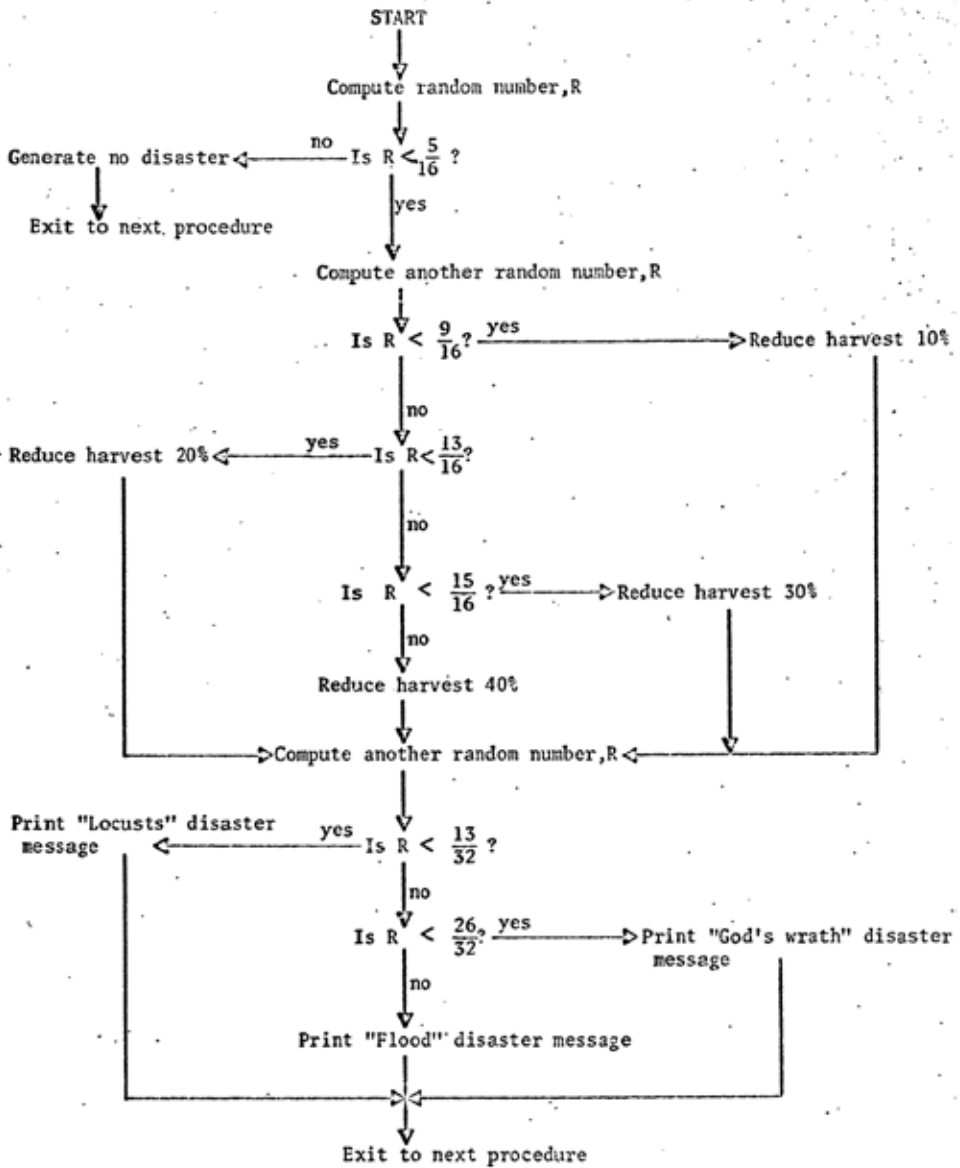 START
Compute random number,R
Generate no disaster
no
Is R < 5/16 ?
yes
Exit to next procedure
Compute another random number,R
Is R < 9/16?
yes
Reduce harvest 10%
no
Reduce harvest 20%
yes
Is R < 13/16?
no
Is R < 15/16 ?
yes
Reduce harvest 30%
no
Reduce harvest 40%
Compute another random number,R
Print "Locusts" disaster
message
yes
Is R < 13/32 ?
no
Is R < 26/32?
yes
Print "God's wrath" disaster
message
no
Print "Flood" disaster message
Exit to next procedure